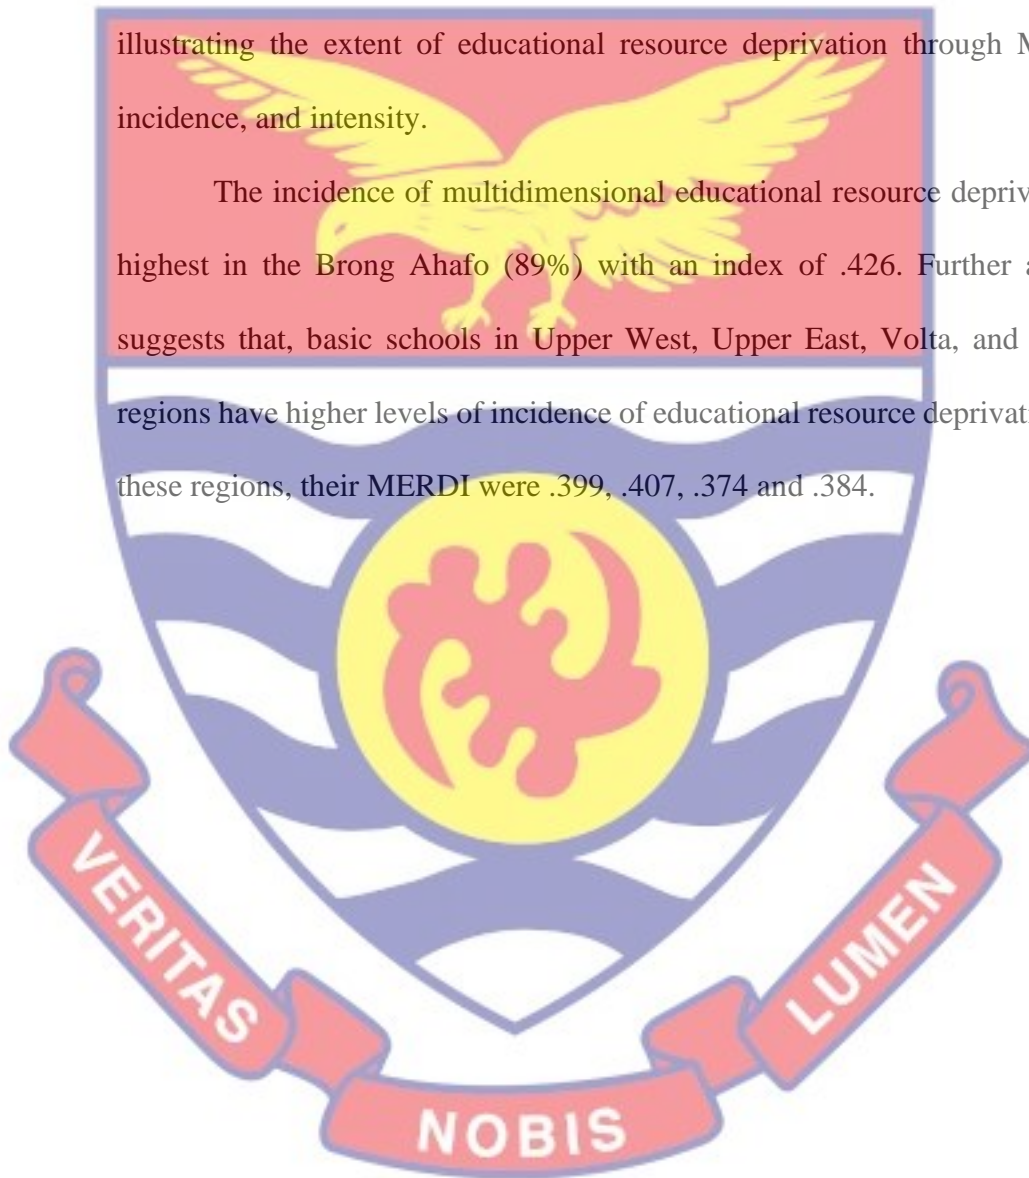 illustrating the extent of educational resource deprivation through
incidence, and intensity.
The incidence of multidimensional educational resource
highest in the Brong Ahafo (89%) with an index of .426. Further
suggests that, basic schools in Upper West, Upper East, Volta, and
regions have higher levels of incidence of educational resource
these regions, their MERDI were .399, .407, .374 and .384.
VERITAS
NOBIS
LUMEN